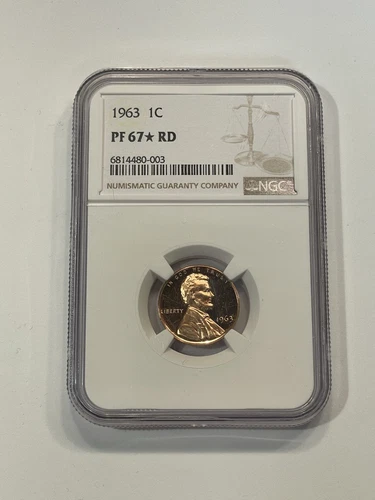 1963 1C
PF 67★ RD
6814480-003
NUMISMATIC GUARANTY COMPANY
NGC
IN GOD WE TRUST
LIBERTY
1963